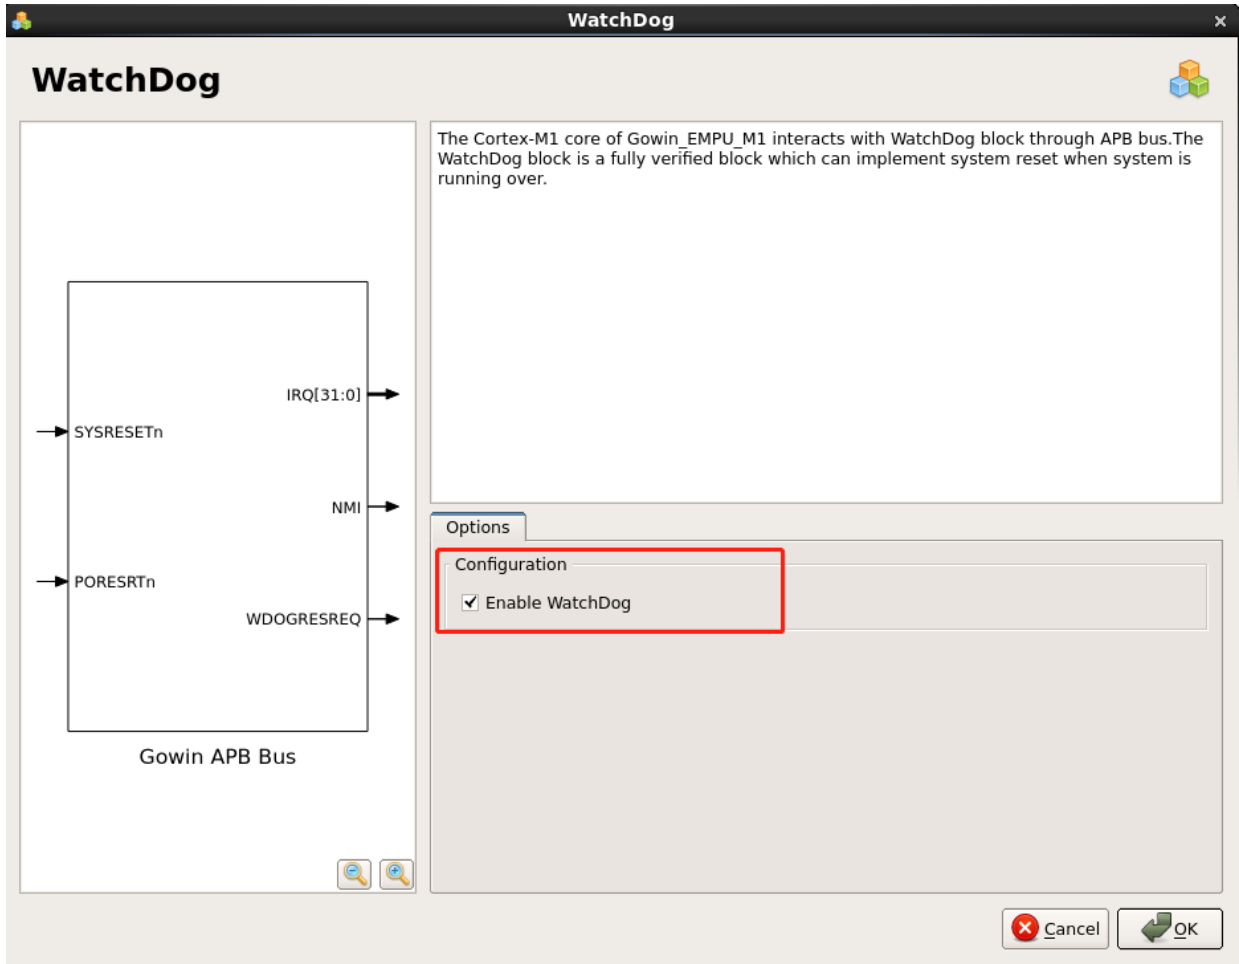 WatchDog
WatchDog
The Cortex-M1 core of Gowin_EMPU_M1 interacts with WatchDog block through APB bus.The
WatchDog block is a fully verified block which can implement system reset when system is
running over.
IRQ[31:0]
SYSRESETn
NMI
PORESRTn
WDOGRESREQ
Gowin APB Bus
Options
Configuration
Enable WatchDog
Cancel
OK